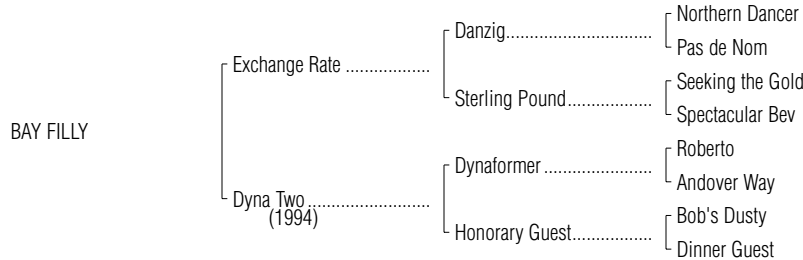 Northern Dancer
Danzig
Pas de Nom
Exchange Rate
Seeking the Gold
Sterling Pound
Spectacular Bev
BAY FILLY
Roberto
Dynaformer
Andover Way
Dyna Two
(1994)
Bob's Dusty
Honorary Guest
Dinner Guest